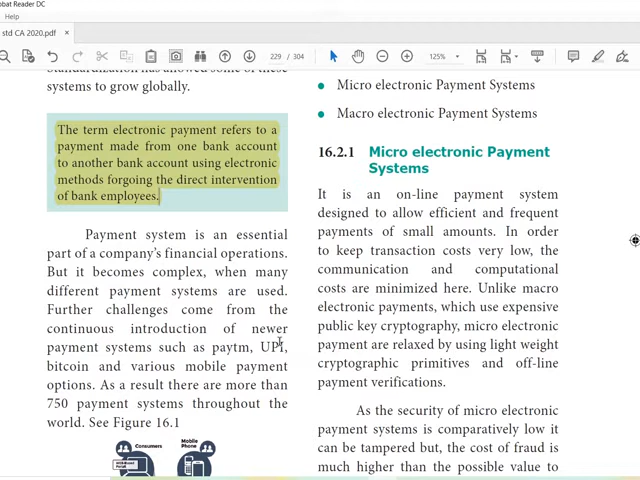 obat Reader DC
Help
std CA 2020.pdf
×
229 / 304
125%
systems to grow globally.
The term electronic payment refers to a
payment made from one bank account
to another bank account using electronic
methods forgoing the direct intervention
of bank employees.
Payment system is an essential
part of a company's financial operations.
But it becomes complex, when many
different payment systems are used.
Further challenges come from the
continuous introduction of newer
payment systems such as paytm, UPI,
bitcoin and various mobile payment
options. As a result there are more than
750 payment systems throughout the
world. See Figure 16.1
Consumers
Mobile
Phone
• Micro electronic Payment Systems
• Macro electronic Payment Systems
16.2.1 Micro electronic Payment
Systems
It is an on-line payment system
designed to allow efficient and frequent
payments of small amounts. In order
to keep transaction costs very low, the
communication and computational
costs are minimized here. Unlike macro
electronic payments, which use expensive
public key cryptography, micro electronic
payment are relaxed by using light weight
cryptographic primitives and off-line
payment verifications.
As the security of micro electronic
payment systems is comparatively low it
can be tampered but, the cost of fraud is
much higher than the possible value to